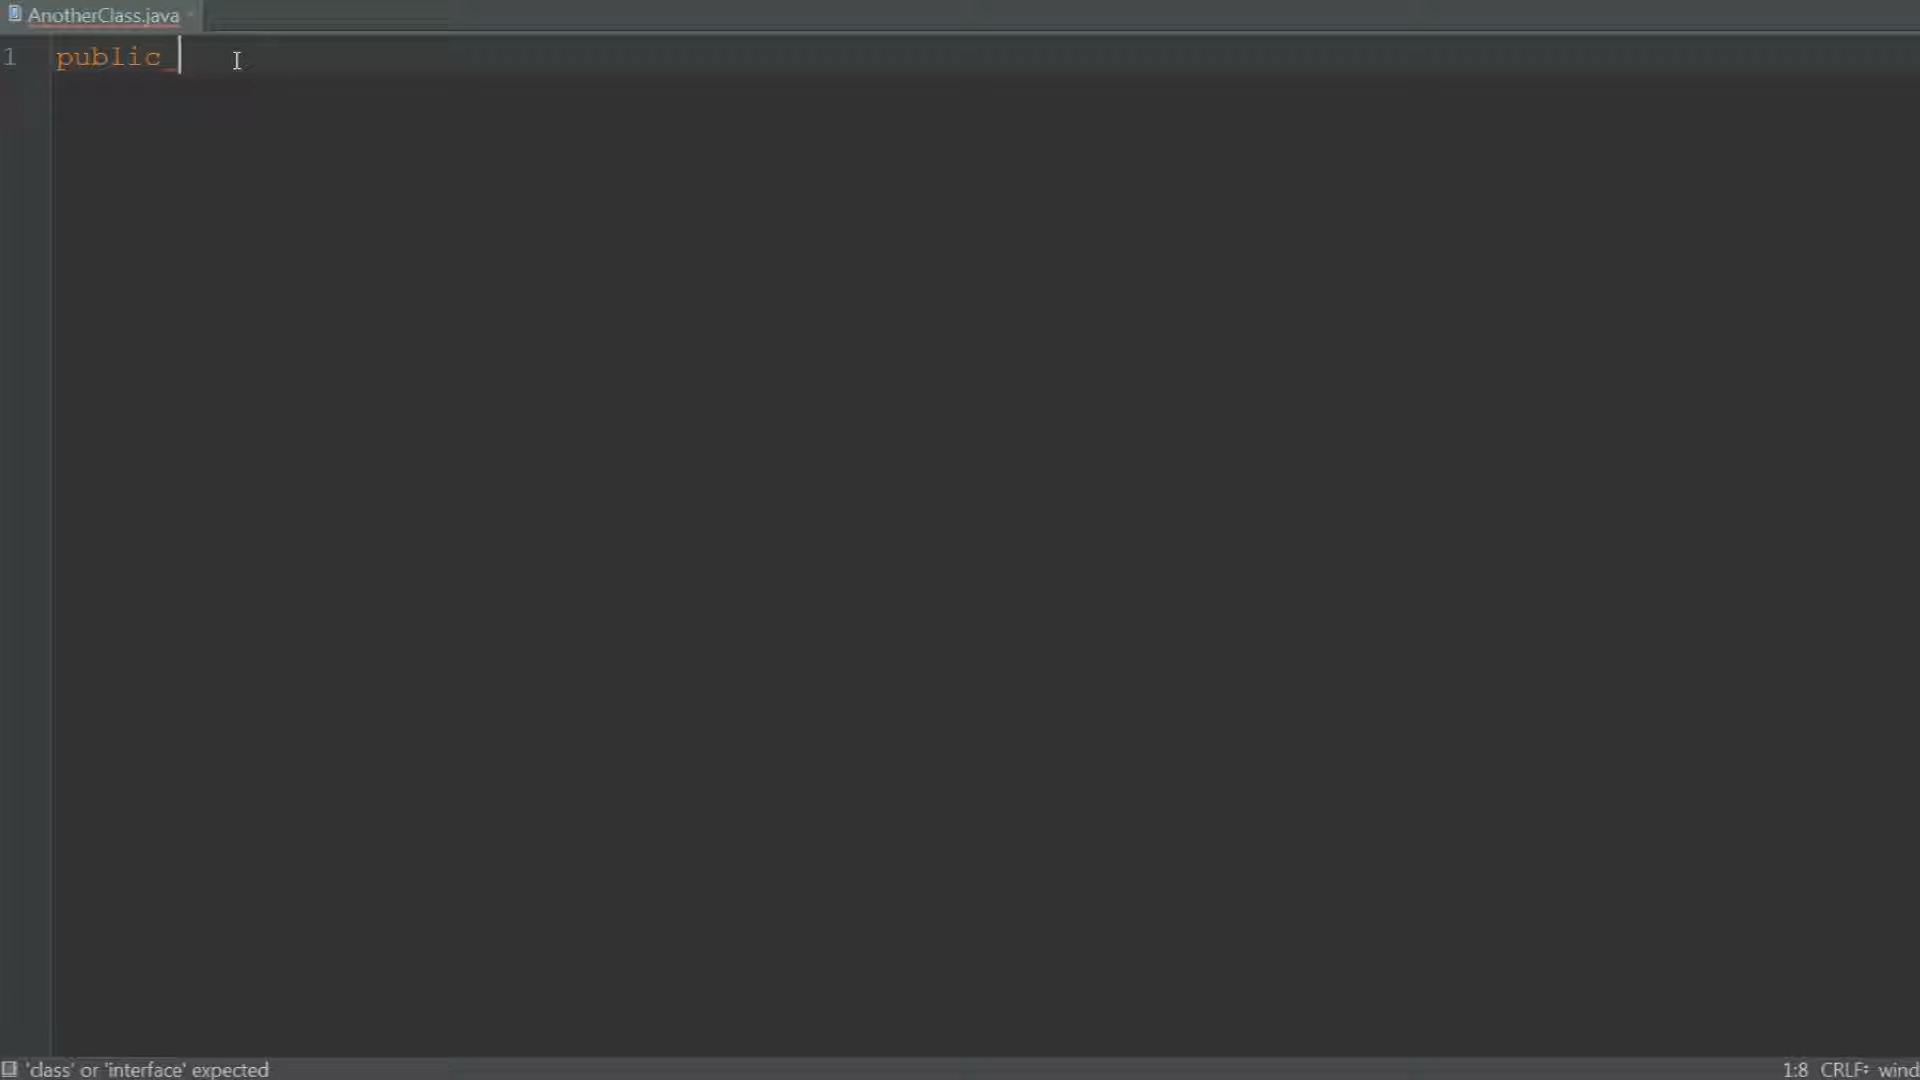 AnotherClass.java
1 public
'class' or 'interface' expected
1:8 CRLF÷ wind